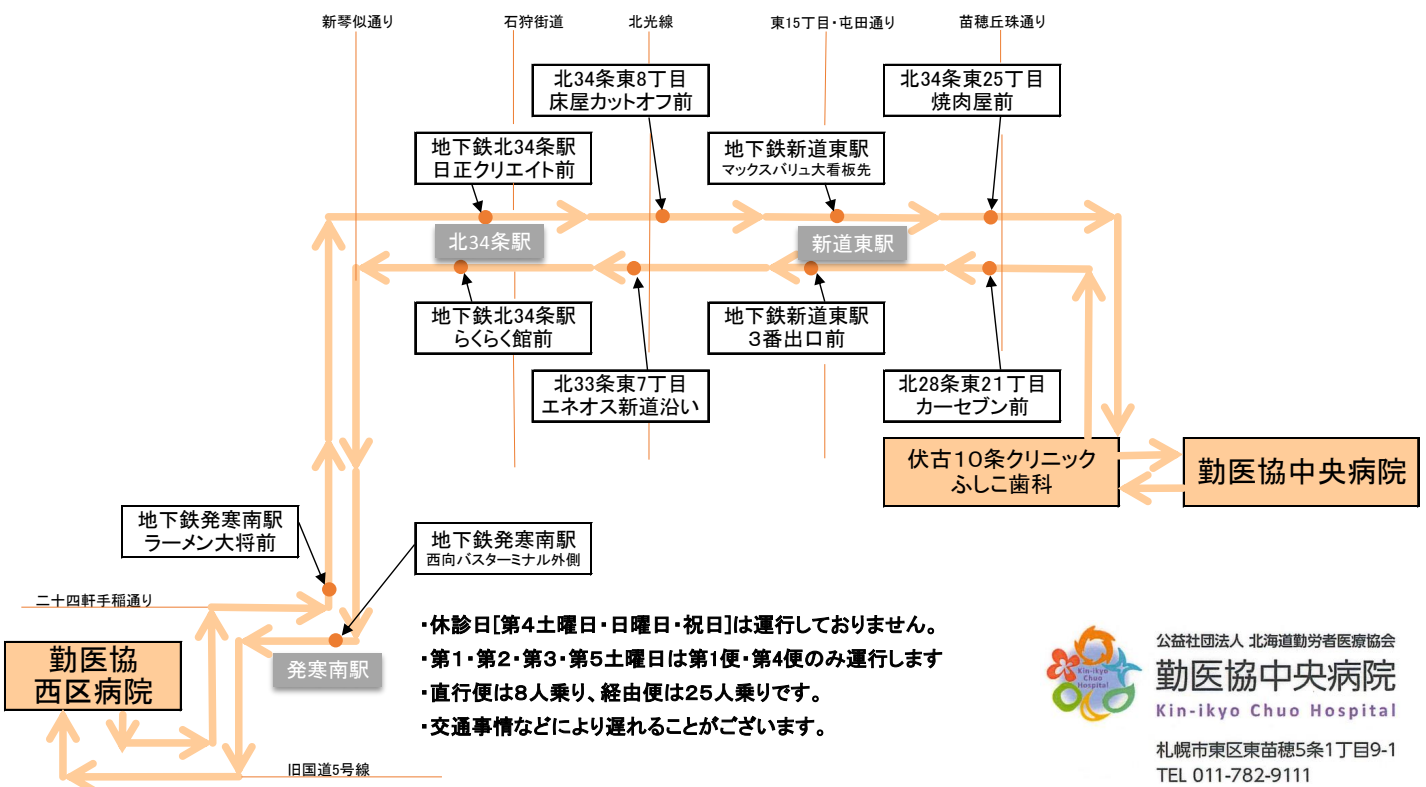 新琴似通り
石狩街道
北光線
東15丁目・屯田通り
苗穂丘珠通り
北34条東8丁目
床屋カットオフ前
北34条東25丁目
焼肉屋前
地下鉄北34条駅
日正クリエイト前
地下鉄新道東駅
マックスバリュ大看板先
北34条駅
新道東駅
地下鉄北34条駅
らくらく館前
地下鉄新道東駅
3番出口前
北33条東7丁目
エネオス新道沿い
北28条東21丁目
カーセブン前
伏古10条クリニック
ふしこ歯科
勤医協中央病院
地下鉄発寒南駅
ラーメン大将前
地下鉄発寒南駅
西向バスターミナル外側
二十四軒手稲通り
勤医協
西区病院
発寒南駅
旧国道5号線
・休診日[第4土曜日・日曜日・祝日]は運行しておりません。
・第1・第2・第3・第5土曜日は第1便・第4便のみ運行します
・直行便は8人乗り、経由便は25人乗りです。
・交通事情などにより遅れることがございます。
Kin-ikyo
Chuo
Hospital
公益社団法人 北海道勤労者医療協会
勤医協中央病院
Kin-ikyo Chuo Hospital
札幌市東区東苗穂5条1丁目9-1
TEL 011-782-9111